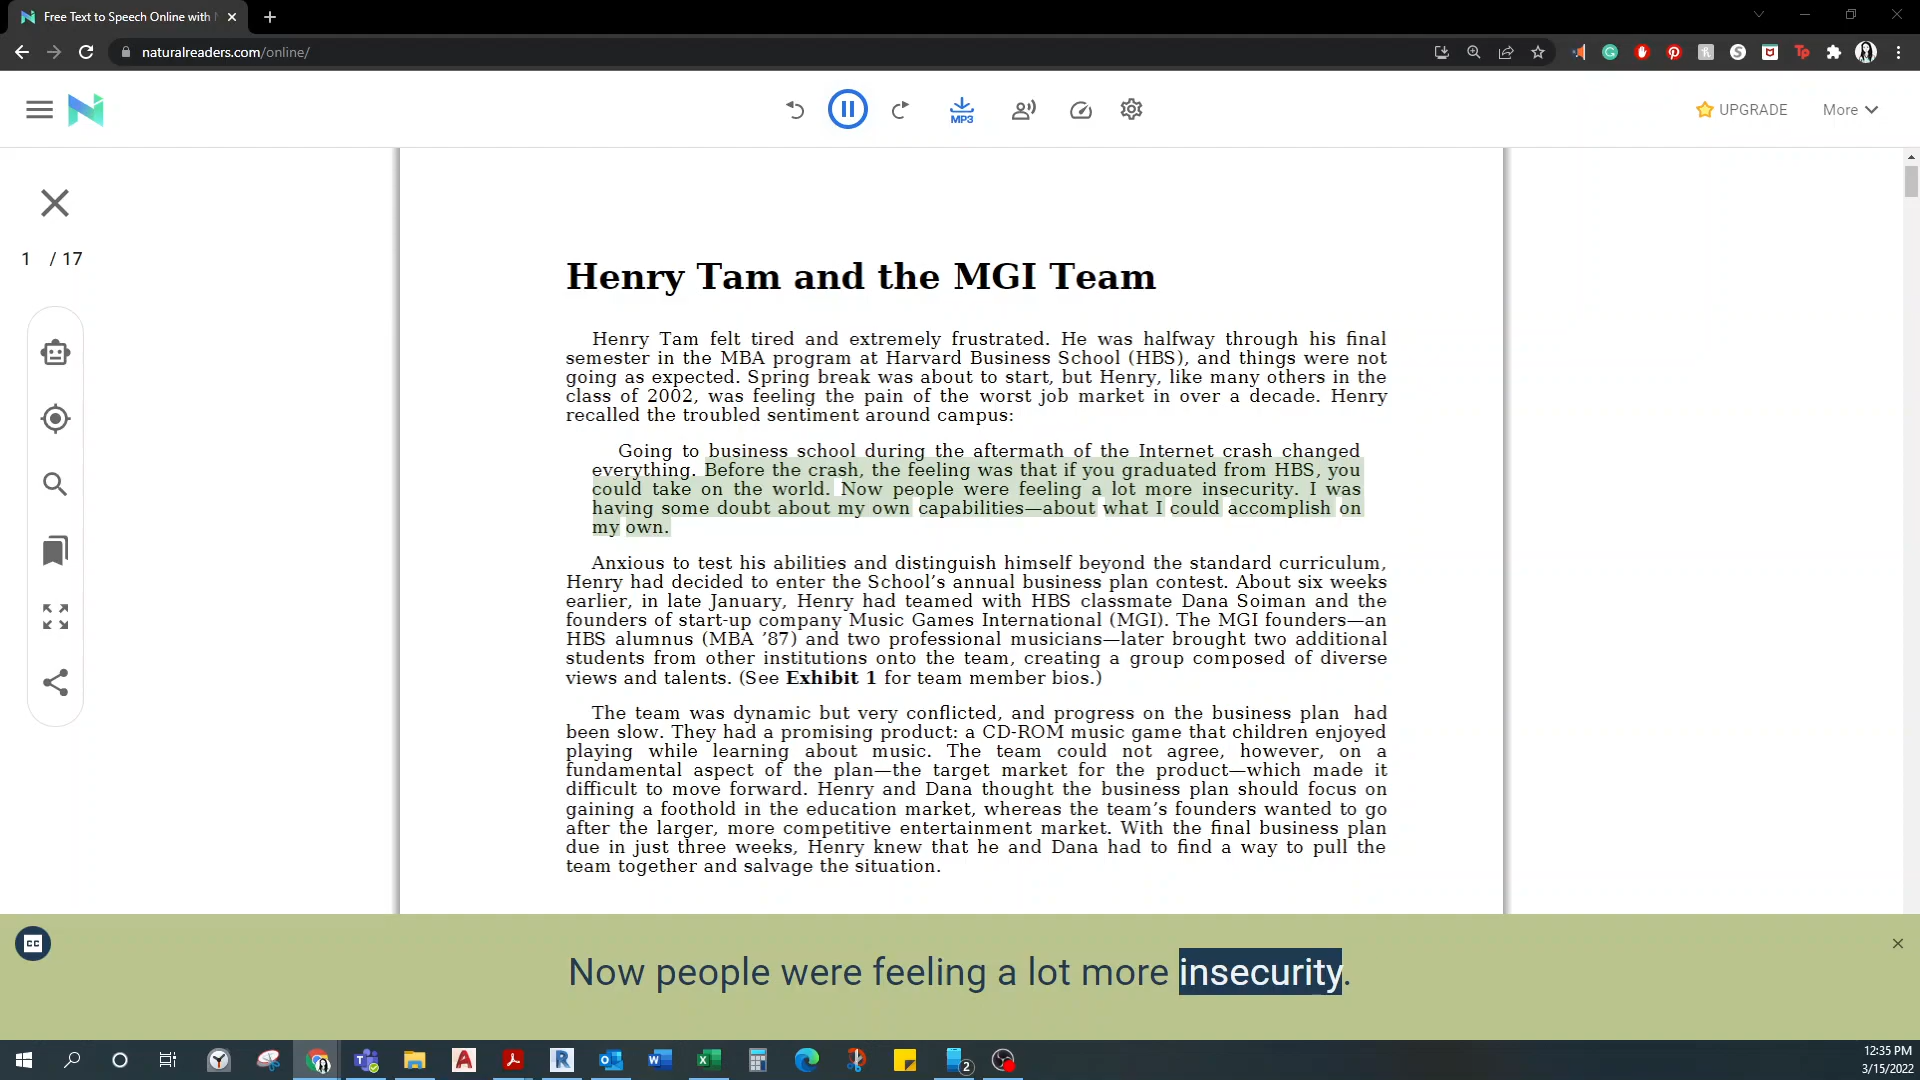 Free Text to Speech Online with
naturalreaders.com/online/
MP3
UPGRADE
More
1 / 17
Henry Tam and the MGI Team
Henry Tam felt tired and extremely frustrated. He was halfway through his final
semester in the MBA program at Harvard Business School (HBS), and things were not
going as expected. Spring break was about to start, but Henry, like many others in the
class of 2002, was feeling the pain of the worst job market in over a decade. Henry
recalled the troubled sentiment around campus:
Going to business school during the aftermath of the Internet crash changed
everything. Before the crash, the feeling was that if you graduated from HBS, you
could take on the world. Now people were feeling a lot more insecurity. I was
having some doubt about my own capabilities—about what I could accomplish on
my own.
Anxious to test his abilities and distinguish himself beyond the standard curriculum,
Henry had decided to enter the School’s annual business plan contest. About six weeks
earlier, in late January, Henry had teamed with HBS classmate Dana Soiman and the
founders of start-up company Music Games International (MGI). The MGI founders—an
HBS alumnus (MBA ’87) and two professional musicians—later brought two additional
students from other institutions onto the team, creating a group composed of diverse
views and talents. (See Exhibit 1 for team member bios.)
The team was dynamic but very conflicted, and progress on the business plan had
been slow. They had a promising product: a CD-ROM music game that children enjoyed
playing while learning about music. The team could not agree, however, on a
fundamental aspect of the plan—the target market for the product—which made it
difficult to move forward. Henry and Dana thought the business plan should focus on
gaining a foothold in the education market, whereas the team’s founders wanted to go
after the larger, more competitive entertainment market. With the final business plan
due in just three weeks, Henry knew that he and Dana had to find a way to pull the
team together and salvage the situation.
CC
Now people were feeling a lot more insecurity.
2
12:35 PM
3/15/2022